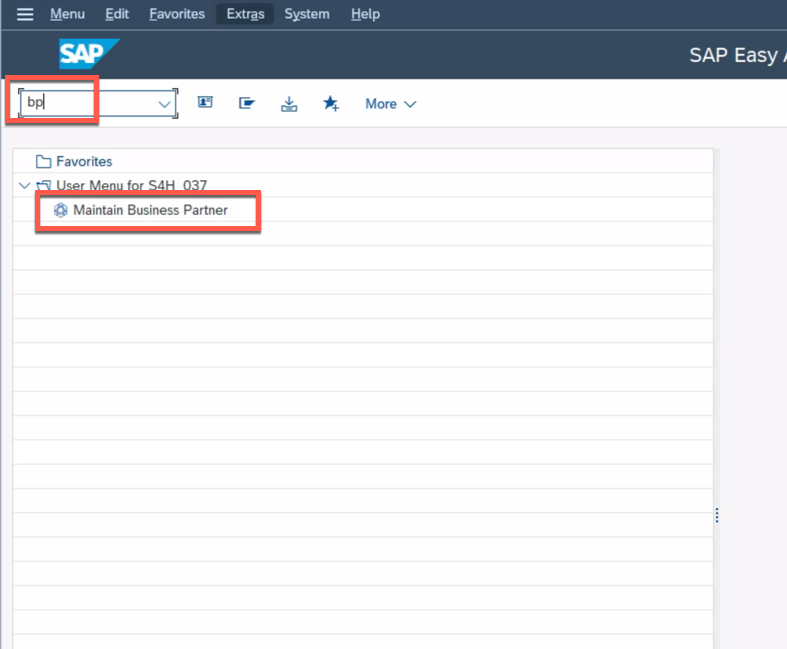 Menu Edit Favorites Extras System Help
SAP SAP Easy A
bp More
Favorites
User Menu for S4H_037
Maintain Business Partner